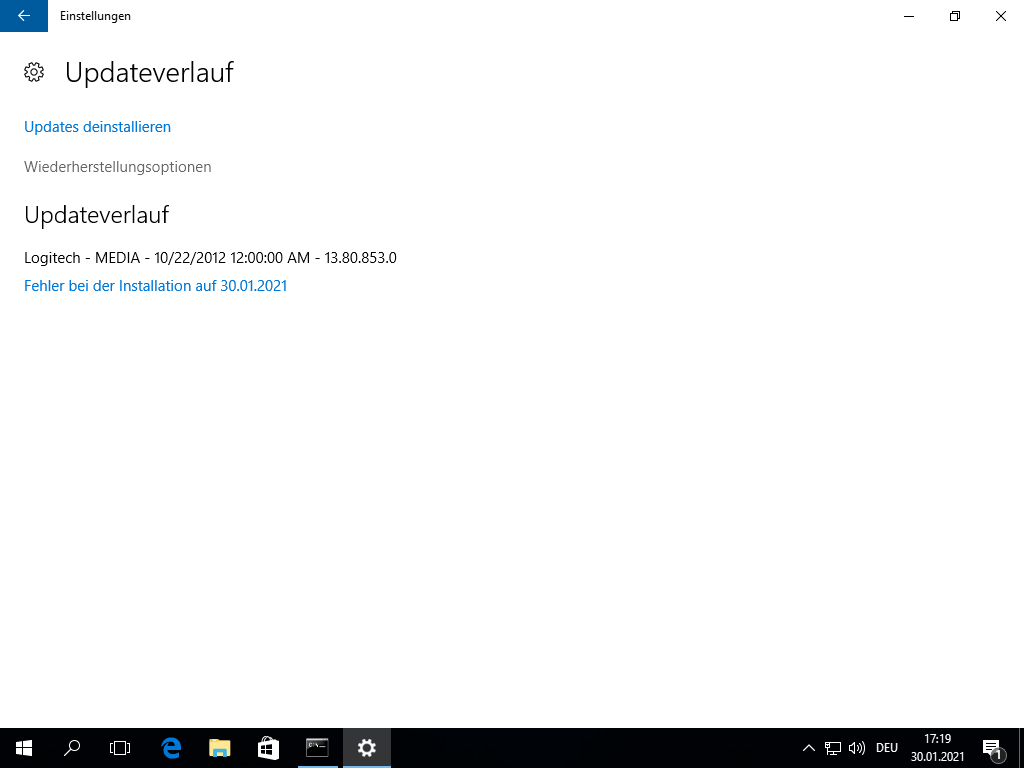 Einstellungen
Updateverlauf
Updates deinstallieren
Wiederherstellungsoptionen
Updateverlauf
Logitech - MEDIA - 10/22/2012 12:00:00 AM - 13.80.853.0
Fehler bei der Installation auf 30.01.2021
DEU
17:19
30.01.2021
1